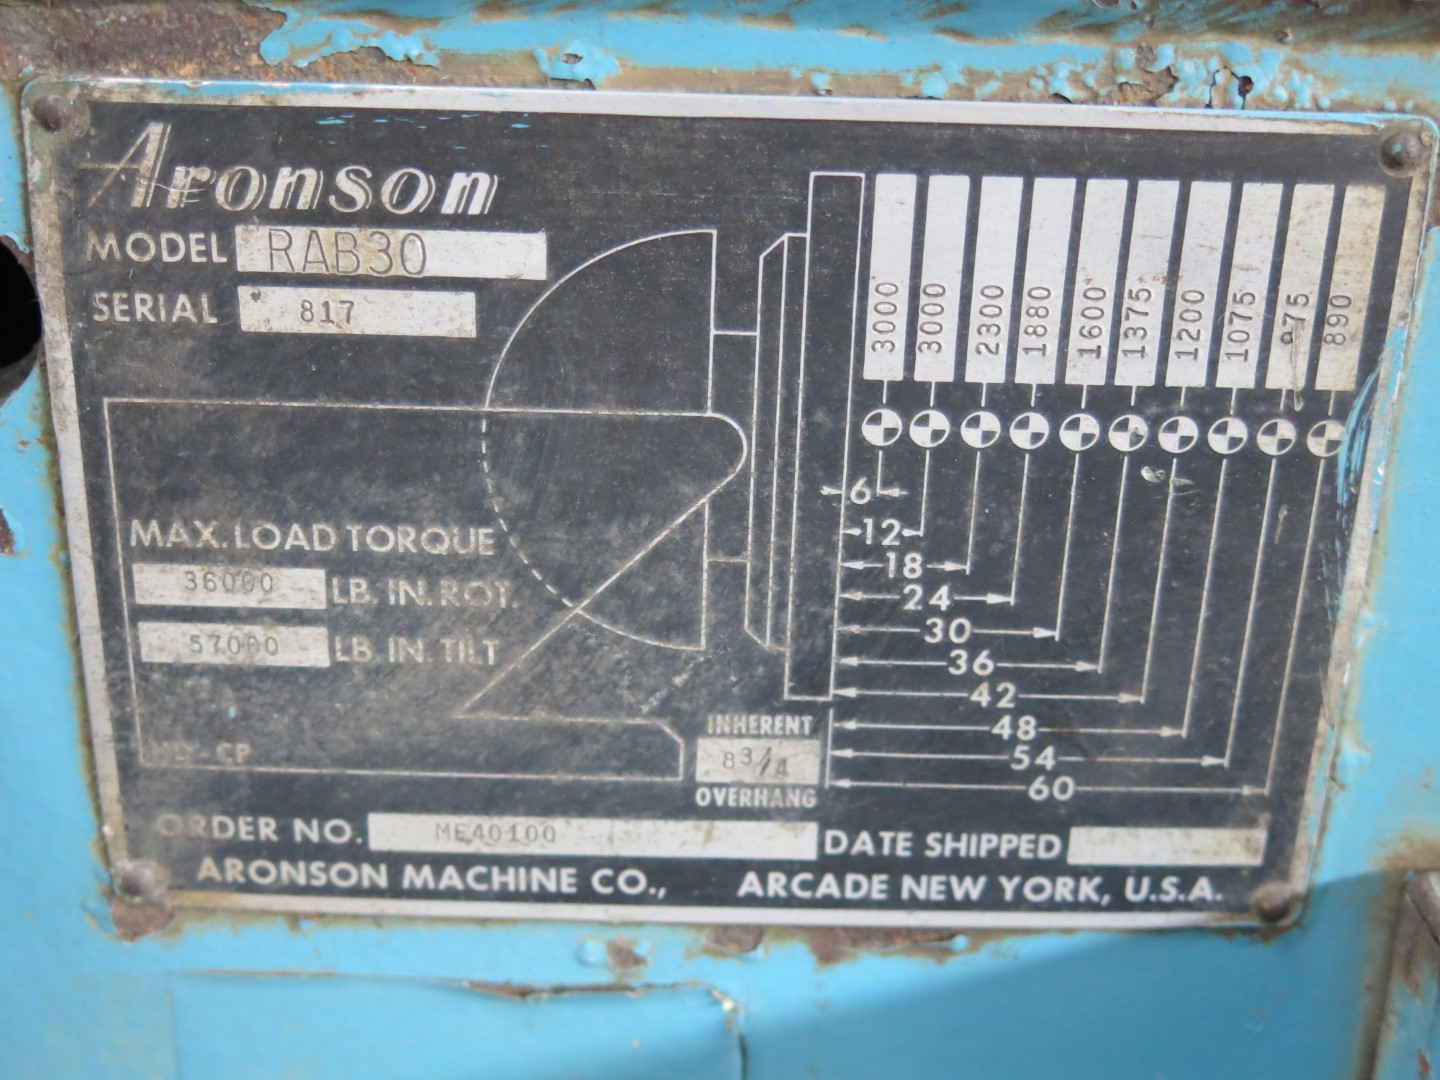 Aronson
MODEL RAB30
SERIAL 817
3000 3000 2300 1880 1600 1375 1200 1075 975 890
6
12
18
24
30
36
42
48
54
60
MAX. LOAD TORQUE
36000 LB. IN. ROT.
57000 LB. IN. TILT
INHERENT
8 3/4
OVERHANG
CP
ORDER NO. ME40100 DATE SHIPPED
ARONSON MACHINE CO., ARCADE NEW YORK, U.S.A.